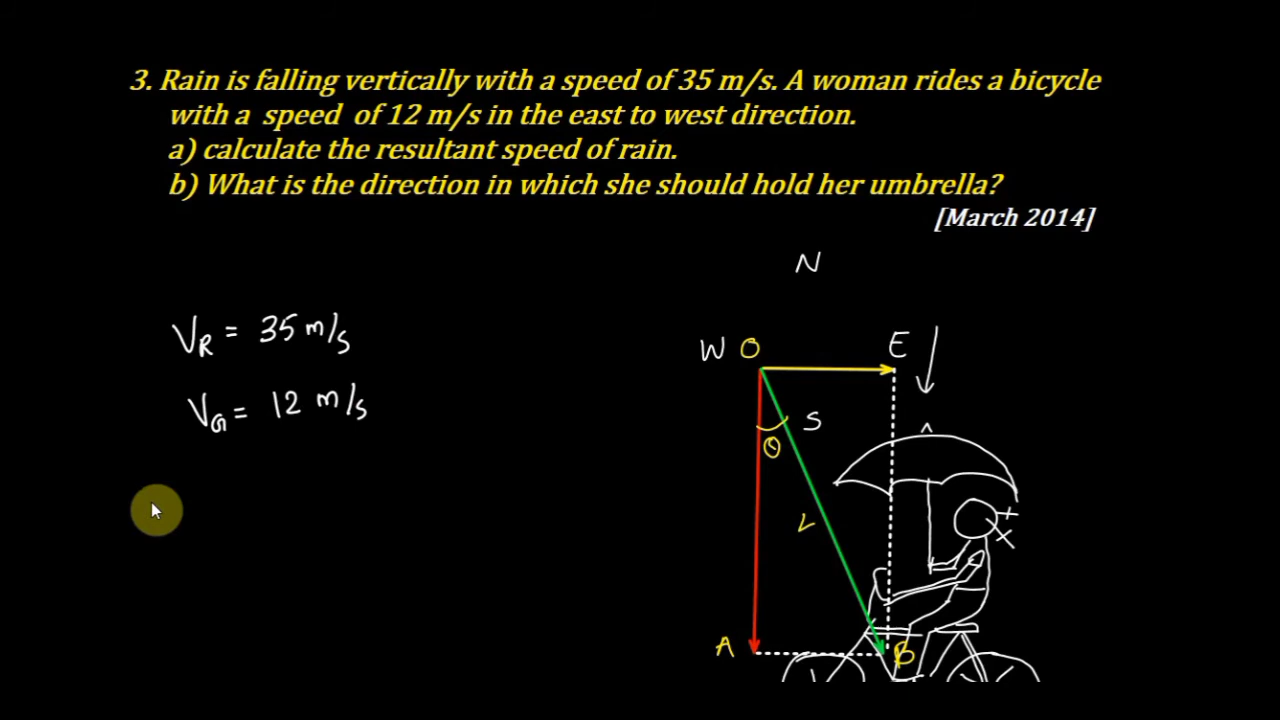 3. Rain is falling vertically with a speed of 35 m/s. A woman rides a bicycle
with a speed of 12 m/s in the east to west direction.
a) calculate the resultant speed of rain.
b) What is the direction in which she should hold her umbrella?
[March 2014]
N
V_R = 35 m/s
W O E
V_G = 12 m/s
S
θ
V
A B